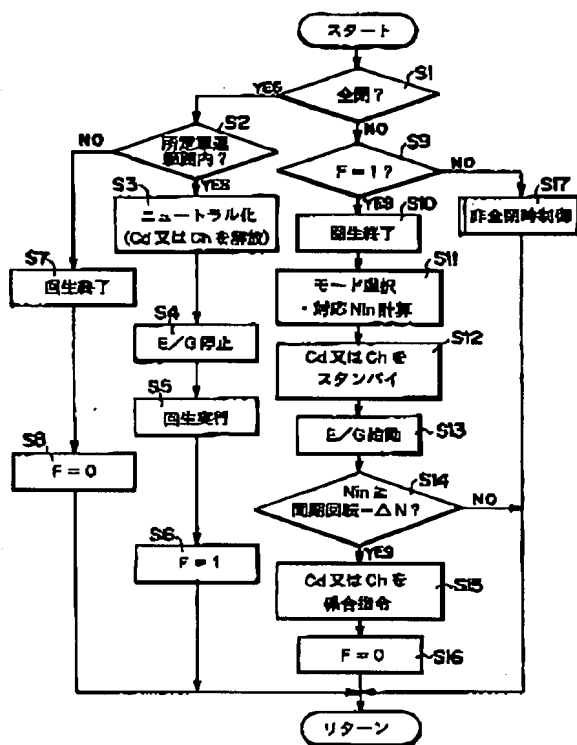 スタート
S1
全閉？
YES
NO
S2
所定車速
範囲内？
NO
YES
S9
F=1？
NO
YES
S3
ニュートラル化
(Cd又はChを解放)
S10
回生終了
S17
非全閉時制御
S7
回生終了
S11
モード選択
・対応Nin計算
S4
E/G停止
S12
Cd又はChを
スタンバイ
S5
回生実行
S13
E/G始動
S8
F=0
S14
Nin≧
同期回転-△N？
NO
YES
S6
F=1
S15
Cd又はChを
係合指令
S16
F=0
リターン